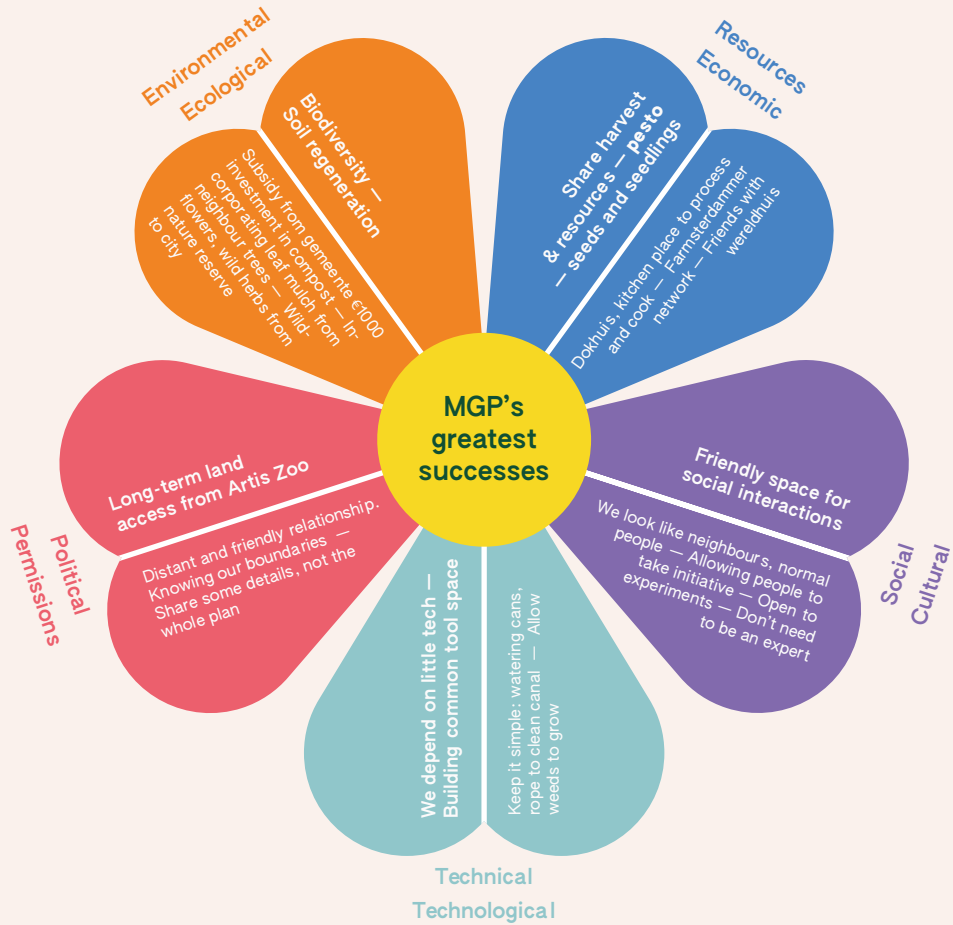 Environmental
Ecological
Biodiversity —
Soil regeneration
Subsidy from gemeente €1000
investment in compost — In-
corporating leaf mulch from
neighbour trees — Wild-
flowers, wild herbs from
nature reserve
to city
Resources
Economic
Share harvest
& resources — pesto
— seeds and seedlings
Dokhuis, kitchen place to process
and cook — Farmsterdammer
network — Friends with
wereldhuis
MGP's
greatest
successes
Long-term land
access from Artis Zoo
Distant and friendly relationship.
Knowing our boundaries —
Share some details, not the
whole plan
Political
Permissions
Friendly space for
social interactions
We look like neighbours, normal
people — Allowing people to
take initiative — Open to
experiments — Don't need
to be an expert
Social
Cultural
We depend on little tech —
Building common tool space
Keep it simple: watering cans,
rope to clean canal — Allow
weeds to grow
Technical
Technological